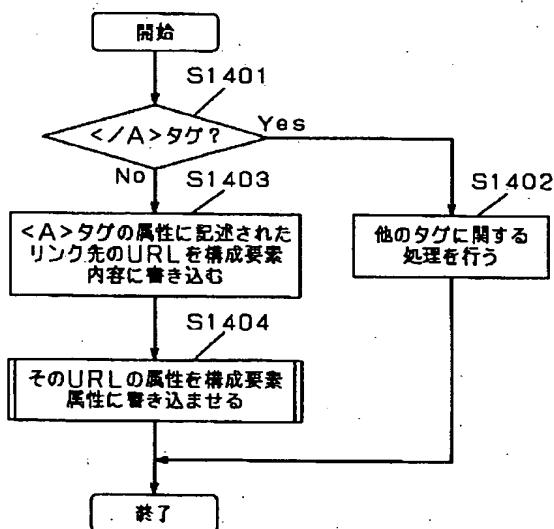 開始
S1401
</A>タグ?
Yes
No
S1403
S1402
<A>タグの属性に記述された
リンク先のURLを構成要素
内容に書き込む
他のタグに関する
処理を行う
S1404
そのURLの属性を構成要素
属性に書き込ませる
終了